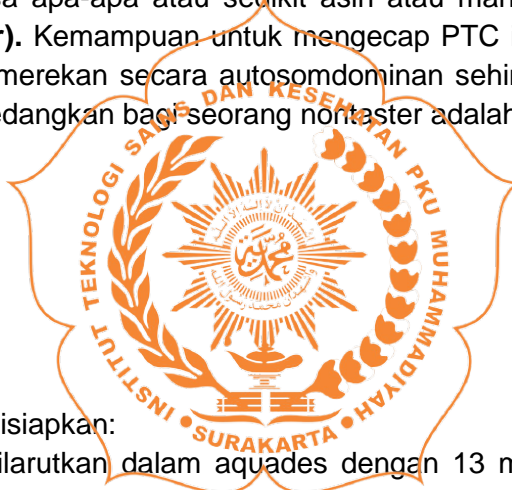 sa apa-apa atau sedikit asin atau man
r). Kemampuan untuk mengecap PTC
merekan secara autosomdominan sehin
edangkan bagi seorang nontaster adalah
INSTITUT TEKNOLOGI SAINS DAN KESEHATAN PKU MUHAMMADIYAH
SURAKARTA
isiapkan:
ilarutkan dalam aquades dengan 13 m